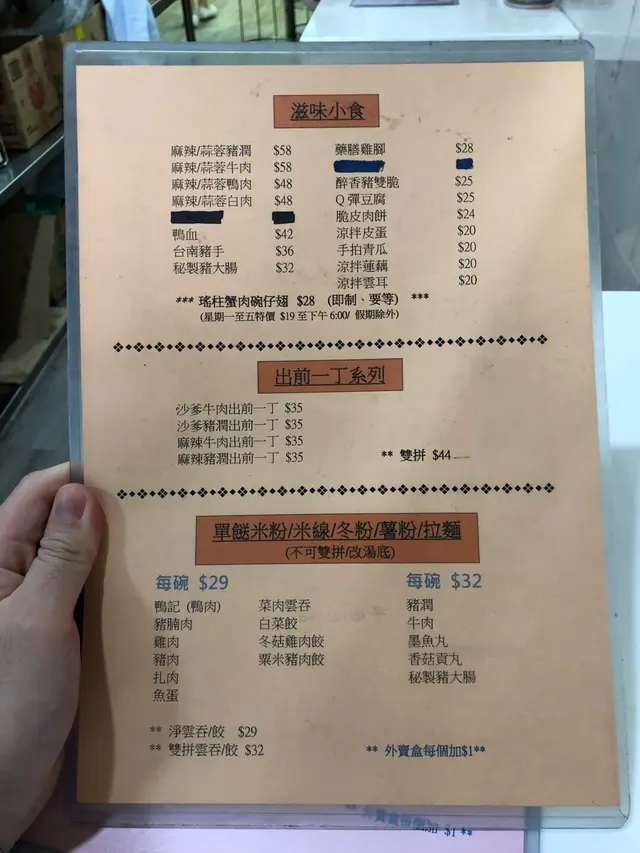 滋味小食
麻辣/蒜蓉豬潤 $58
麻辣/蒜蓉牛肉 $58
麻辣/蒜蓉鴨肉 $48
麻辣/蒜蓉白肉 $48
鴨血 $42
台南豬手 $36
秘製豬大腸 $32
藥膳雞腳 $28
醉香豬雙脆 $25
Q彈豆腐 $25
脆皮肉餅 $24
涼拌皮蛋 $20
手拍青瓜 $20
涼拌蓮藕 $20
涼拌雲耳 $20
*** 瑤柱蟹肉碗仔翅 $28 (即制、要等) ***
(星期一至五特價 $19 至下午 6:00/ 假期除外)
出前一丁系列
沙爹牛肉出前一丁 $35
沙爹豬潤出前一丁 $35
麻辣牛肉出前一丁 $35
麻辣豬潤出前一丁 $35
** 雙拼 $44
單餸米粉/米線/冬粉/薯粉/拉麵
(不可雙拼/改湯底)
每碗 $29
鴨記 (鴨肉)
豬腩肉
雞肉
豬肉
扎肉
魚蛋
菜肉雲吞
白菜餃
冬菇雞肉餃
粟米豬肉餃
每碗 $32
豬潤
牛肉
墨魚丸
香菇貢丸
秘製豬大腸
** 淨雲吞/餃 $29
** 雙拼雲吞/餃 $32
** 外賣盒每個加$1**
** 外賣盒每個加 $1 **